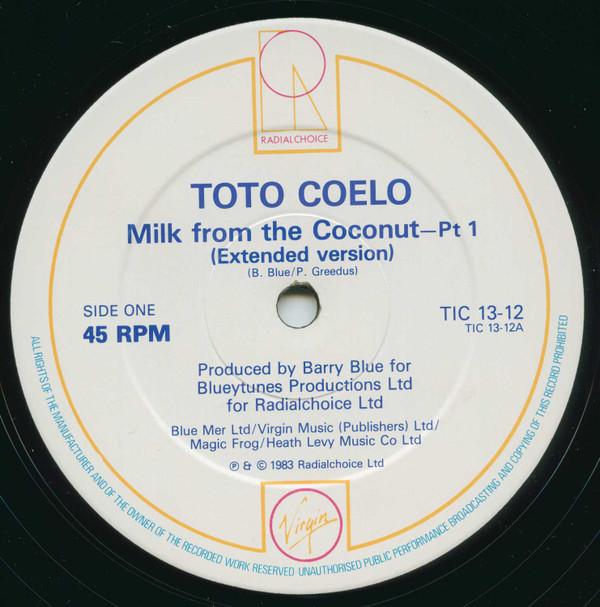 RADIALCHOICE
TOTO COELO
Milk from the Coconut—Pt 1
(Extended version)
(B. Blue/P. Greedus)
SIDE ONE
45 RPM
TIC 13-12
TIC 13-12A
Produced by Barry Blue for
Blueytunes Productions Ltd
for Radialchoice Ltd
Blue Mer Ltd/Virgin Music (Publishers) Ltd/
Magic Frog/Heath Levy Music Co Ltd
℗ & © 1983 Radialchoice Ltd
Virgin
ALL RIGHTS OF THE MANUFACTURER AND OF THE OWNER OF THE RECORDED WORK RESERVED UNAUTHORISED PUBLIC PERFORMANCE BROADCASTING AND COPYING OF THIS RECORD PROHIBITED